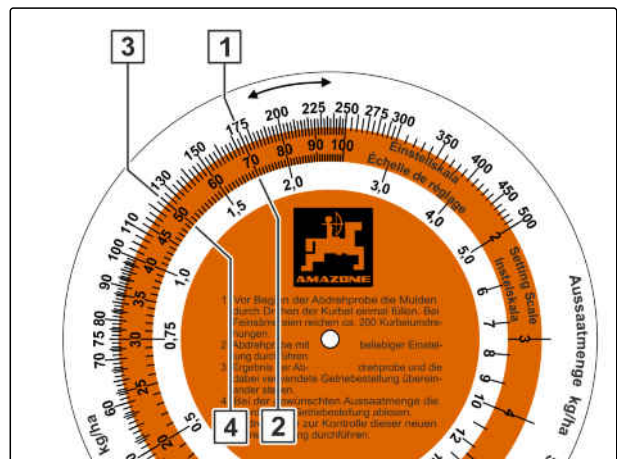 3
1
60 70 75 80 90 100 110 130 150 175 200 225 250 275 300 350 400 450 500
20 25 30 35 40 45 50 60 70 80 90 100
Einstellskala
Échelle de réglage
Setting Scale
Instelskala
2 3 4
0,5 0,75 1,0 1,5 2,0 3,0 4,0 5,0 6 7 8 9 10 12
Aussaatmenge kg/ha
kg/ha
AMAZONE
1 Vor der Abdrehprobe die Mulden
durch Drehen der Kurbel einmal füllen. Bei
reichen ca. 200
2 Abdrehprobe mit beliebiger Einstel-
lung durchführen
3 Ergebnis der Ab- drehprobe und die
dabei verwendete Getriebestellung überein-
ander stellen.
4 Bei der gewünschten Aussaatmenge die
Getriebestellung ablesen.
zur Kontrolle dieser neuen
durchführen.
4
2